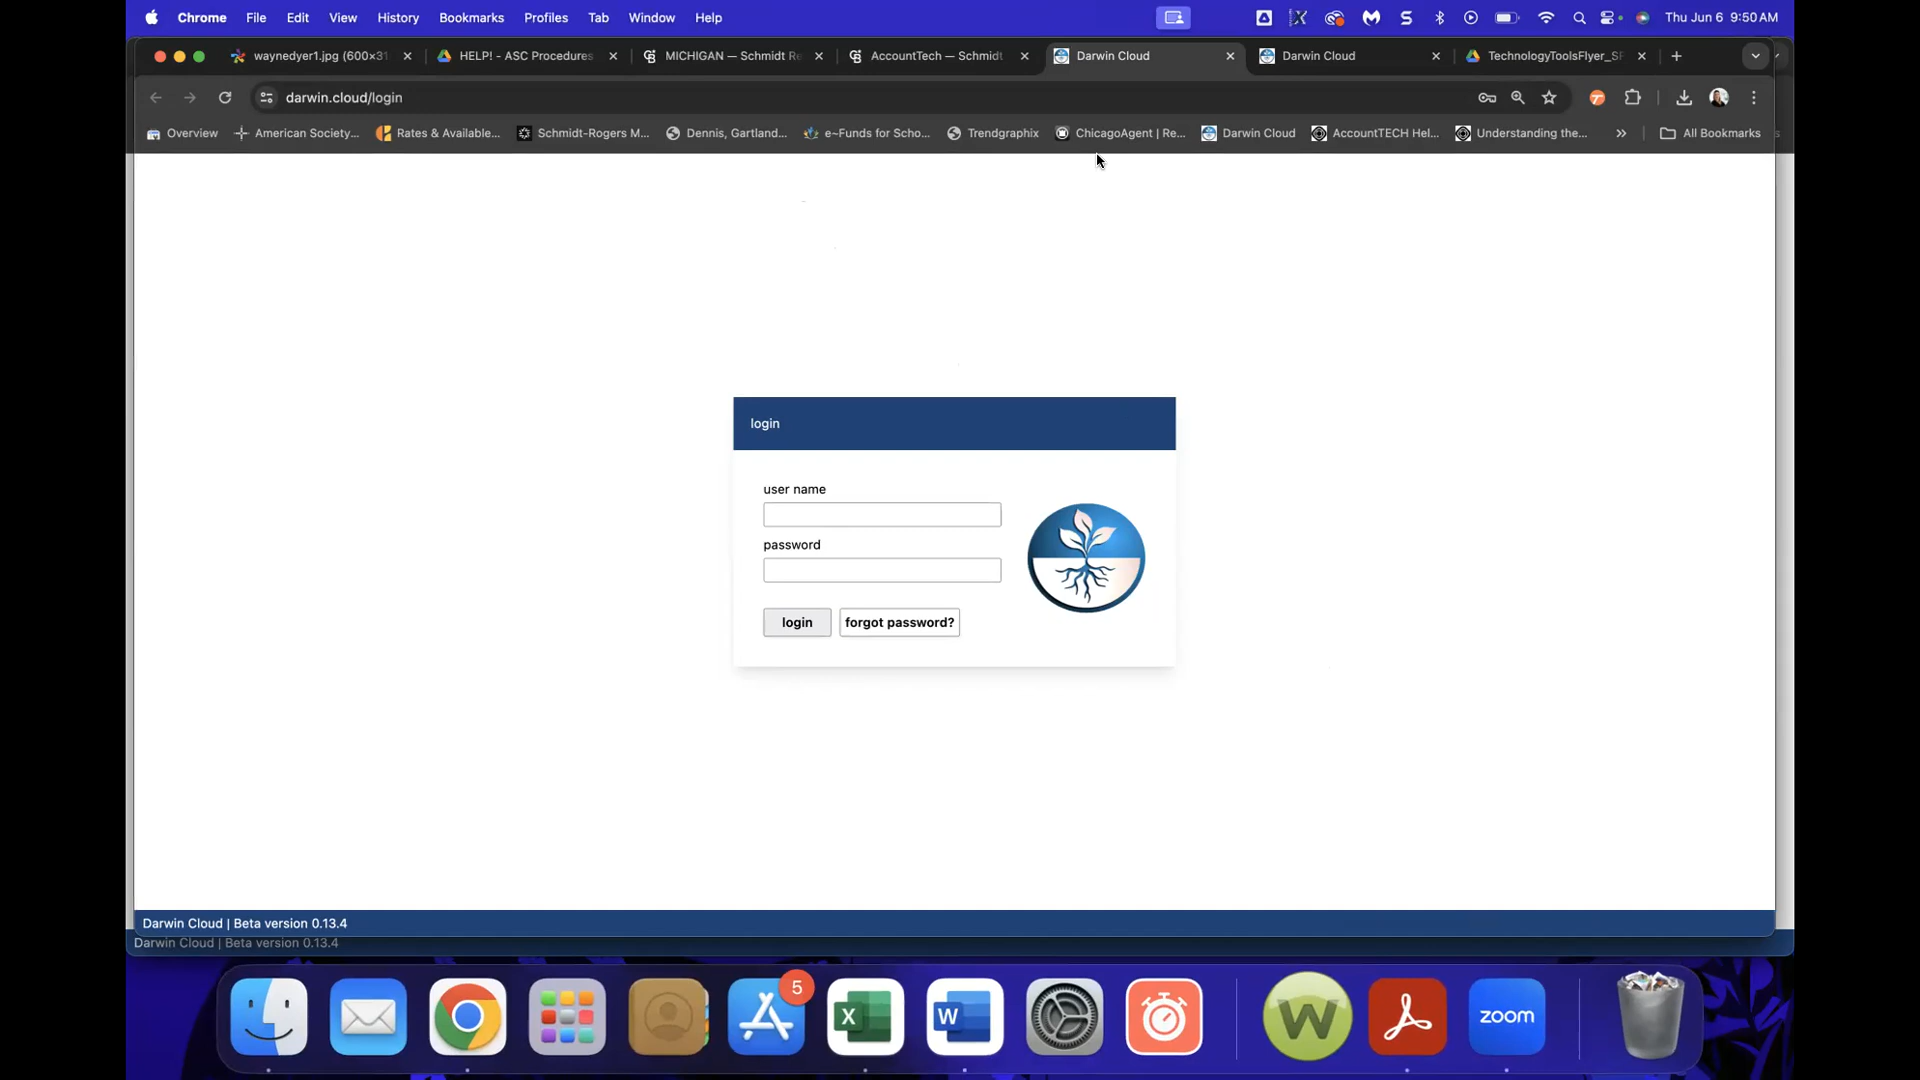 Chrome File Edit View History Bookmarks Profiles Tab Window Help Thu Jun 6 9:50 AM
waynedyer1.jpg (600×31 HELP! - ASC Procedures MICHIGAN — Schmidt Re AccountTech — Schmidt Darwin Cloud Darwin Cloud TechnologyToolsFlyer_SF
darwin.cloud/login
Overview American Society... Rates & Available... Schmidt-Rogers M... Dennis, Gartland... e~Funds for Scho... Trendgraphix ChicagoAgent | Re... Darwin Cloud AccountTECH Hel... Understanding the... » All Bookmarks
login
user name
password
login forgot password?
Darwin Cloud | Beta version 0.13.4
Darwin Cloud | Beta version 0.13.4
5
X W W zoom